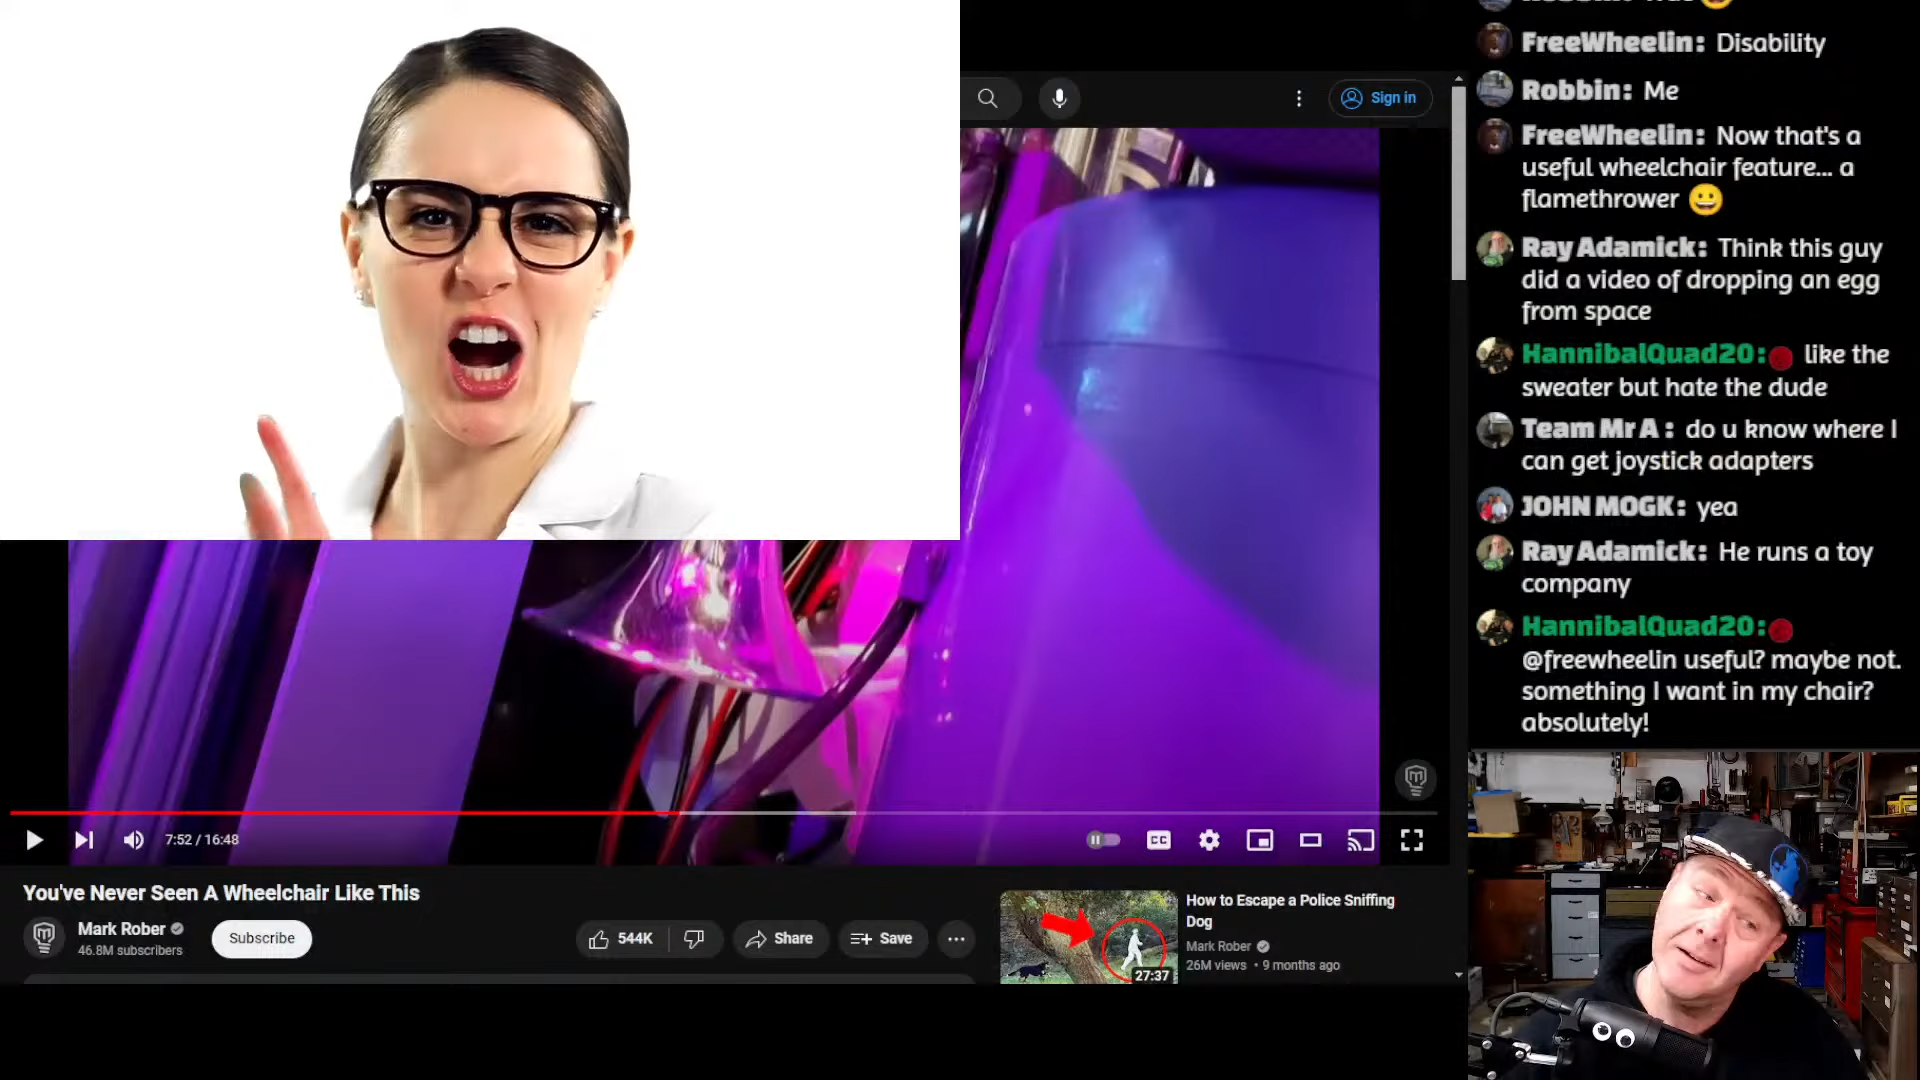 Sign in
FreeWheelin: Disability
Robbin: Me
FreeWheelin: Now that's a
useful wheelchair feature... a
flamethrower 😀
Ray Adamick: Think this guy
did a video of dropping an egg
from space
HannibalQuad20: like the
sweater but hate the dude
Team Mr A : do u know where I
can get joystick adapters
JOHN MOGK: yea
Ray Adamick: He runs a toy
company
HannibalQuad20:
@freewheelin useful? maybe not.
something I want in my chair?
absolutely!
7:52 / 16:48
CC
You've Never Seen A Wheelchair Like This
Mark Rober
46.8M subscribers
Subscribe
544K
Share
Save
27:37
How to Escape a Police Sniffing
Dog
Mark Rober
26M views • 9 months ago